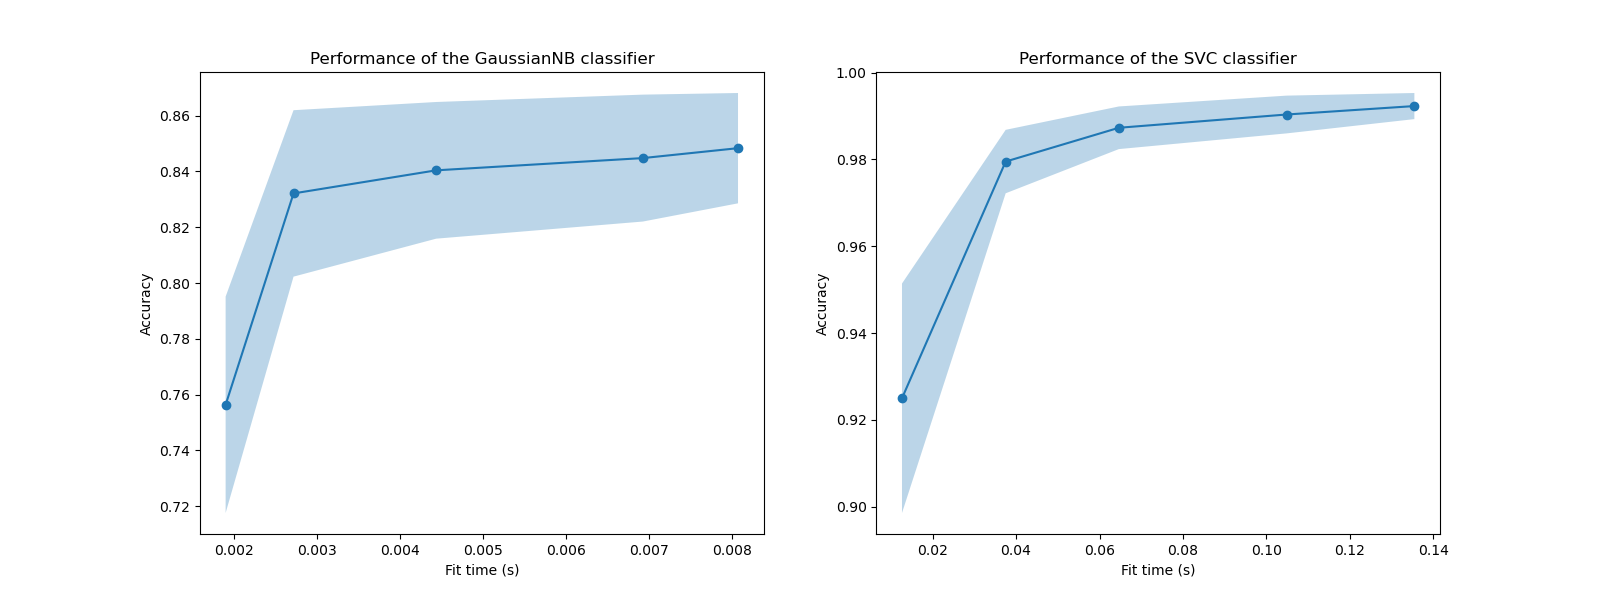 Performance of the GaussianNB classifier
0.86
0.84
0.82
0.80
0.78
0.76
0.74
0.72
Accuracy
0.002 0.003 0.004 0.005 0.006 0.007 0.008
Fit time (s)
Performance of the SVC classifier
1.00
0.98
0.96
0.94
0.92
0.90
Accuracy
0.02 0.04 0.06 0.08 0.10 0.12 0.14
Fit time (s)